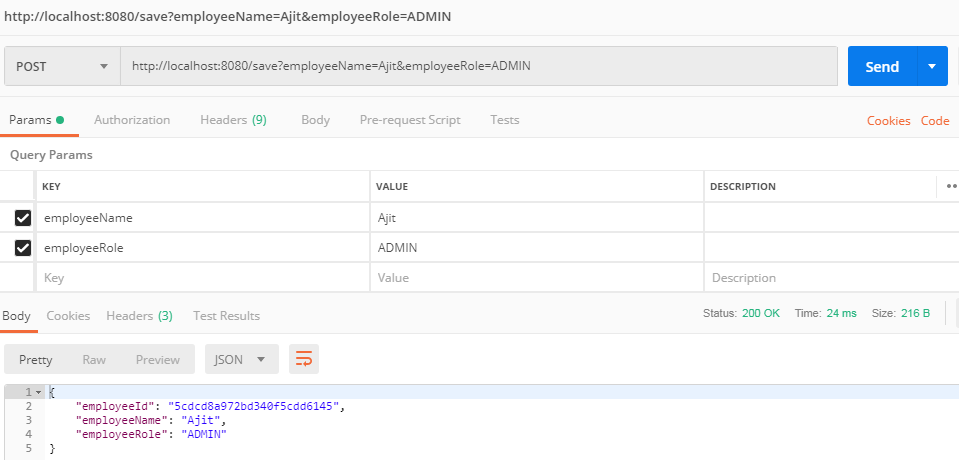 http://localhost:8080/save?employeeName=Ajit&employeeRole=ADMIN
POST http://localhost:8080/save?employeeName=Ajit&employeeRole=ADMIN Send
Params Authorization Headers (9) Body Pre-request Script Tests Cookies Code
Query Params
KEY VALUE DESCRIPTION
employeeName Ajit
employeeRole ADMIN
Key Value Description
Body Cookies Headers (3) Test Results Status: 200 OK Time: 24 ms Size: 216 B
Pretty Raw Preview JSON
1 {
2 "employeeId": "5cdcd8a972bd340f5cdd6145",
3 "employeeName": "Ajit",
4 "employeeRole": "ADMIN"
5 }